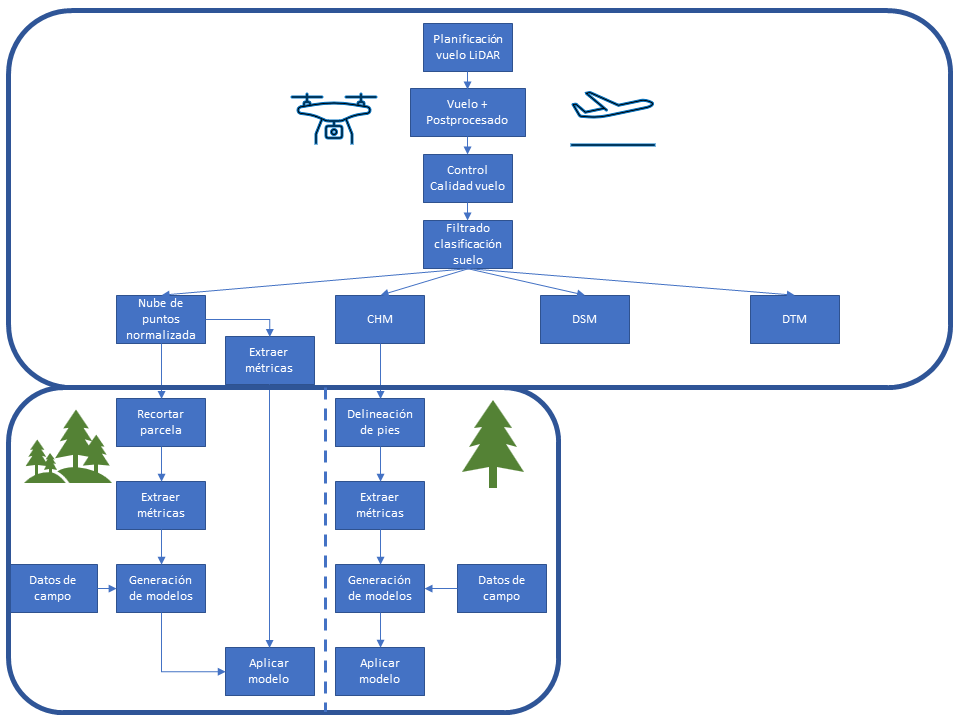 Planificación
vuelo LiDAR
Vuelo +
Postprocesado
Control
Calidad vuelo
Filtrado
clasificación
suelo
Nube de
puntos
normalizada
CHM
DSM
DTM
Extraer
métricas
Recortar
parcela
Delineación
de pies
Extraer
métricas
Extraer
métricas
Datos de
campo
Generación
de modelos
Generación
de modelos
Datos de
campo
Aplicar
modelo
Aplicar
modelo